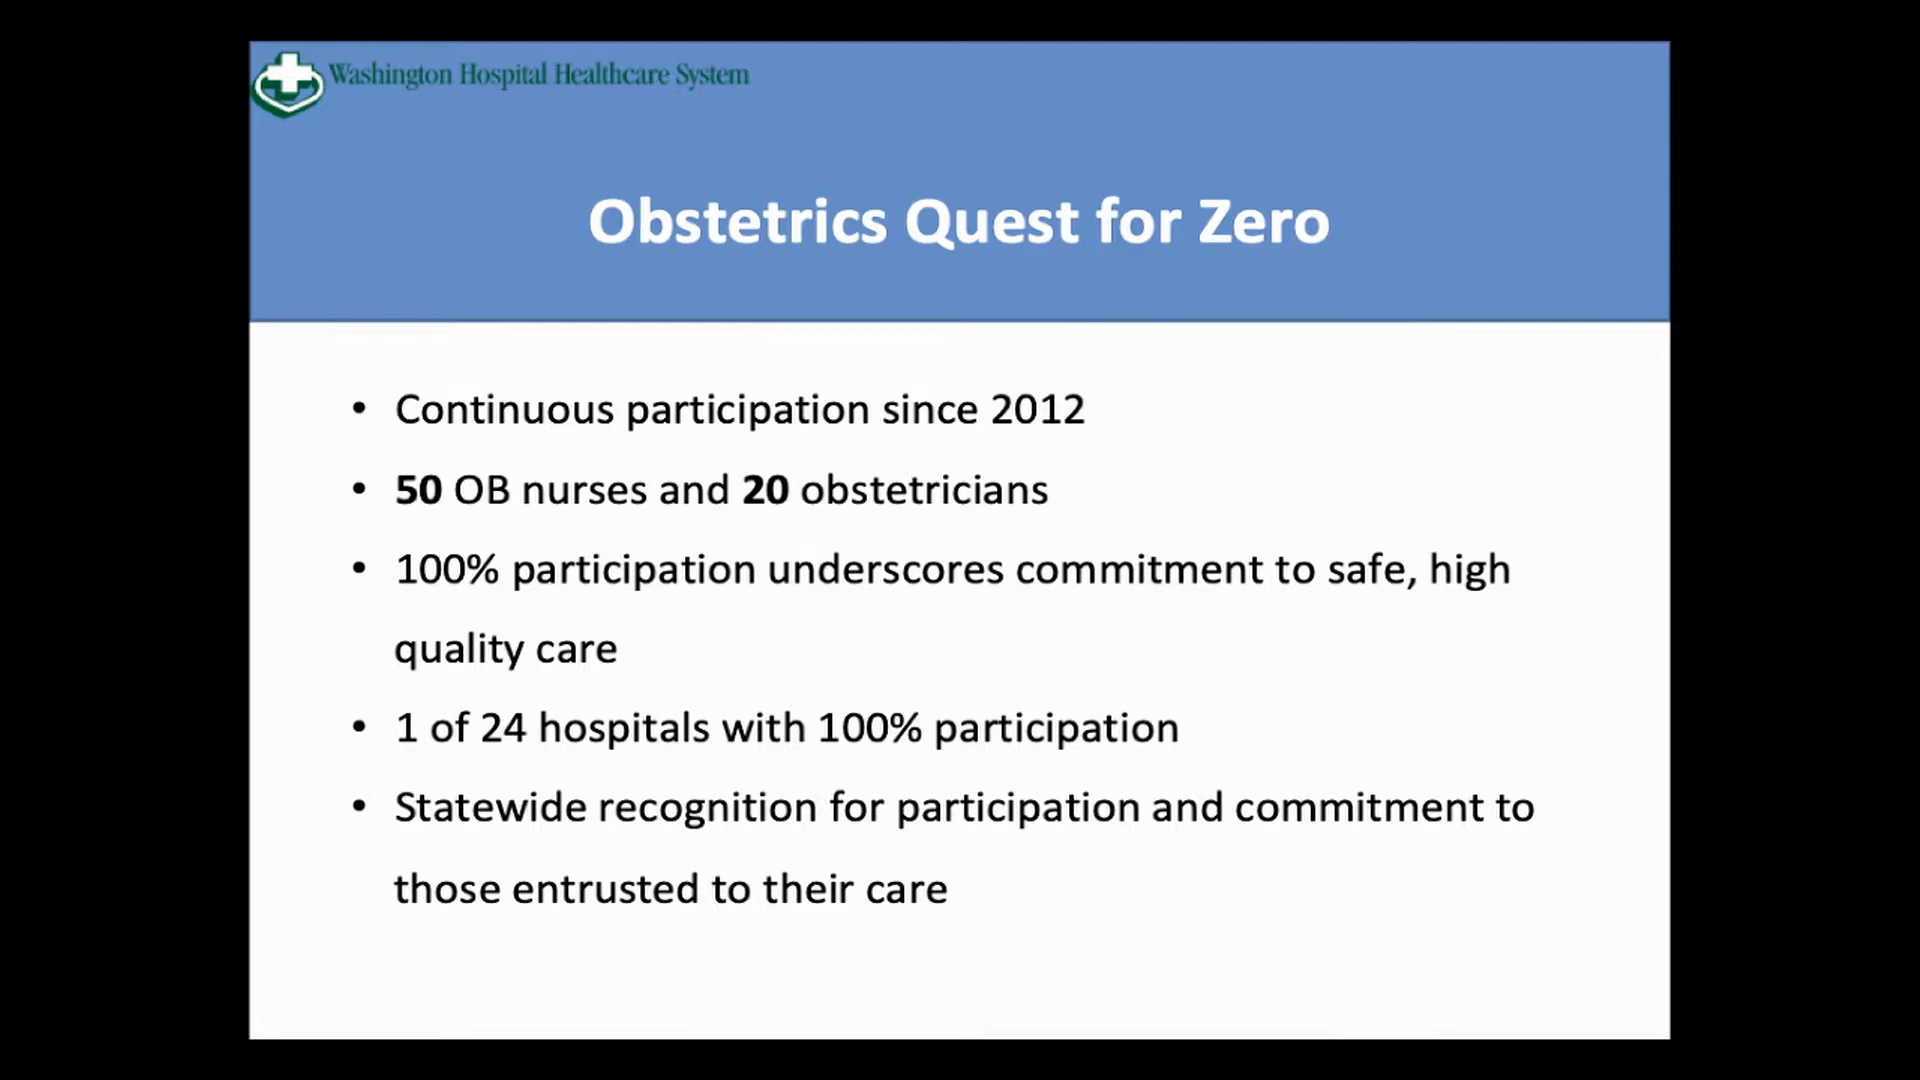 Washington Hospital Healthcare System
Obstetrics Quest for Zero
• Continuous participation since 2012
• 50 OB nurses and 20 obstetricians
• 100% participation underscores commitment to safe, high
quality care
• 1 of 24 hospitals with 100% participation
• Statewide recognition for participation and commitment to
those entrusted to their care